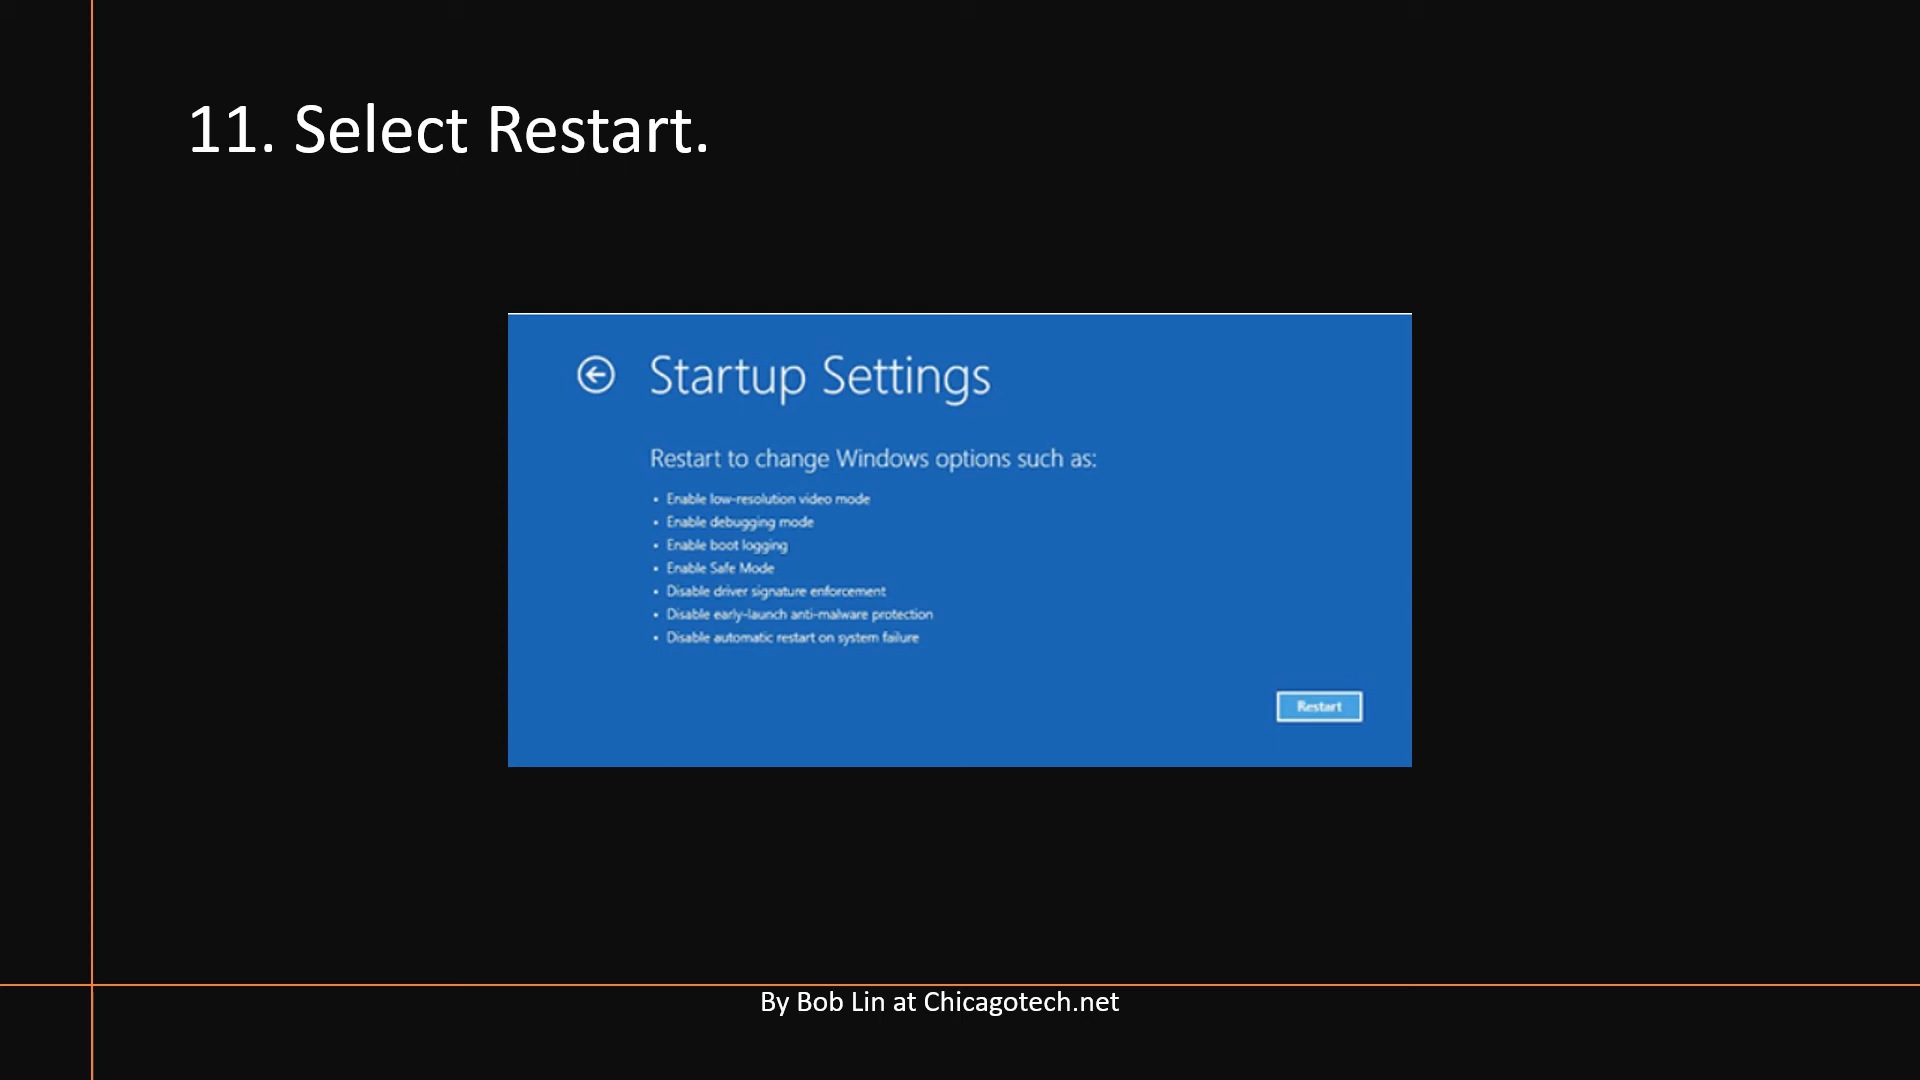 11. Select Restart.
Startup Settings
Restart to change Windows options such as:
• Enable low-resolution video mode
• Enable debugging mode
• Enable boot logging
• Enable Safe Mode
• Disable driver signature enforcement
• Disable early-launch anti-malware protection
• Disable automatic restart on system failure
Restart
By Bob Lin at Chicagotech.net